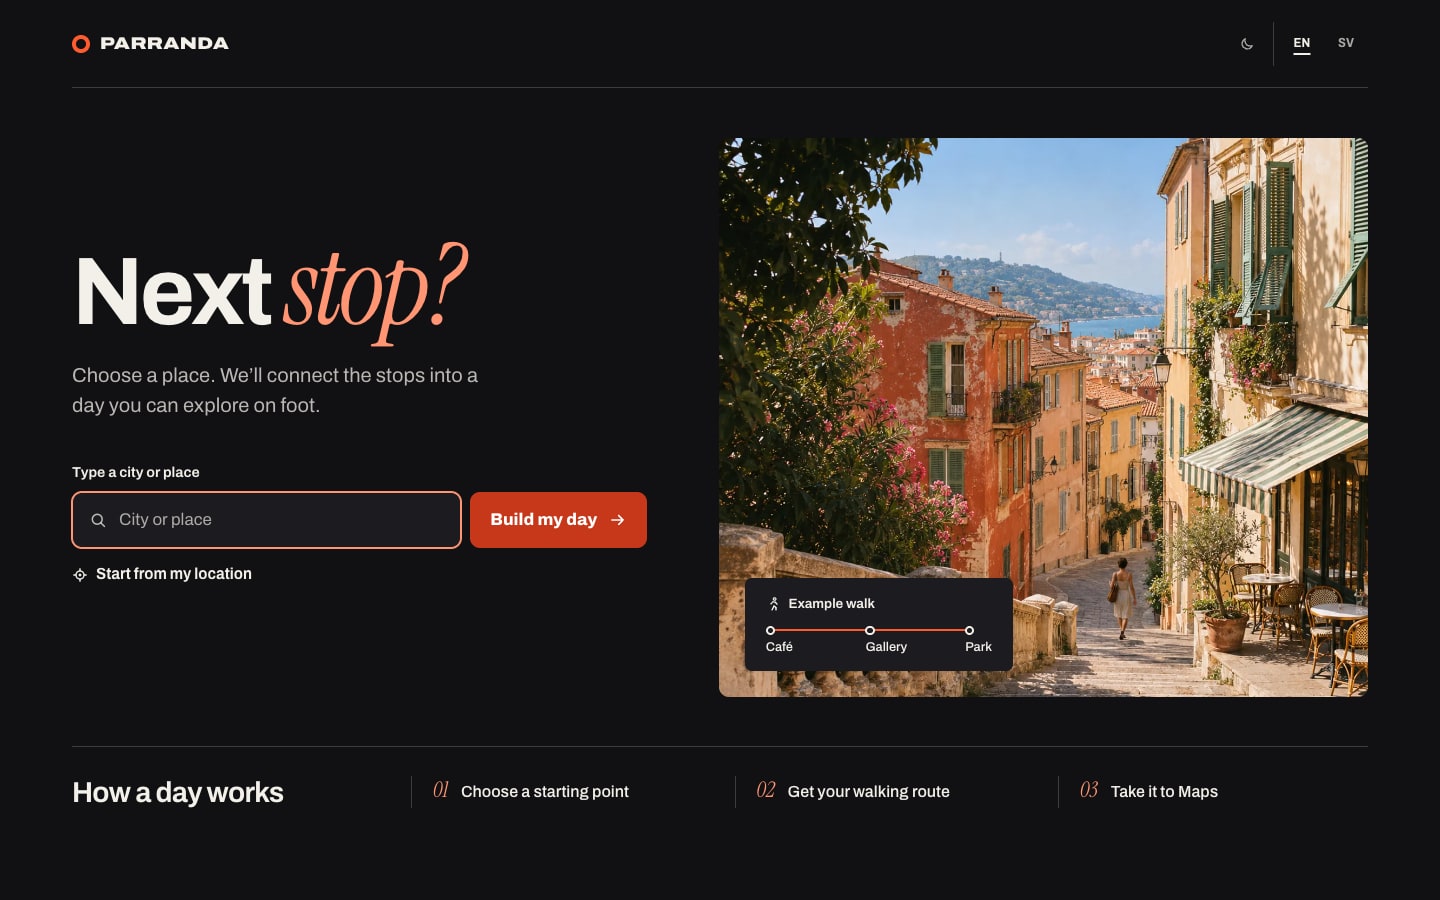 PARRANDA
EN
SV
Next stop?
Choose a place. We’ll connect the stops into a
day you can explore on foot.
Type a city or place
City or place
Build my day
Start from my location
Example walk
Café
Gallery
Park
How a day works
01 Choose a starting point
02 Get your walking route
03 Take it to Maps